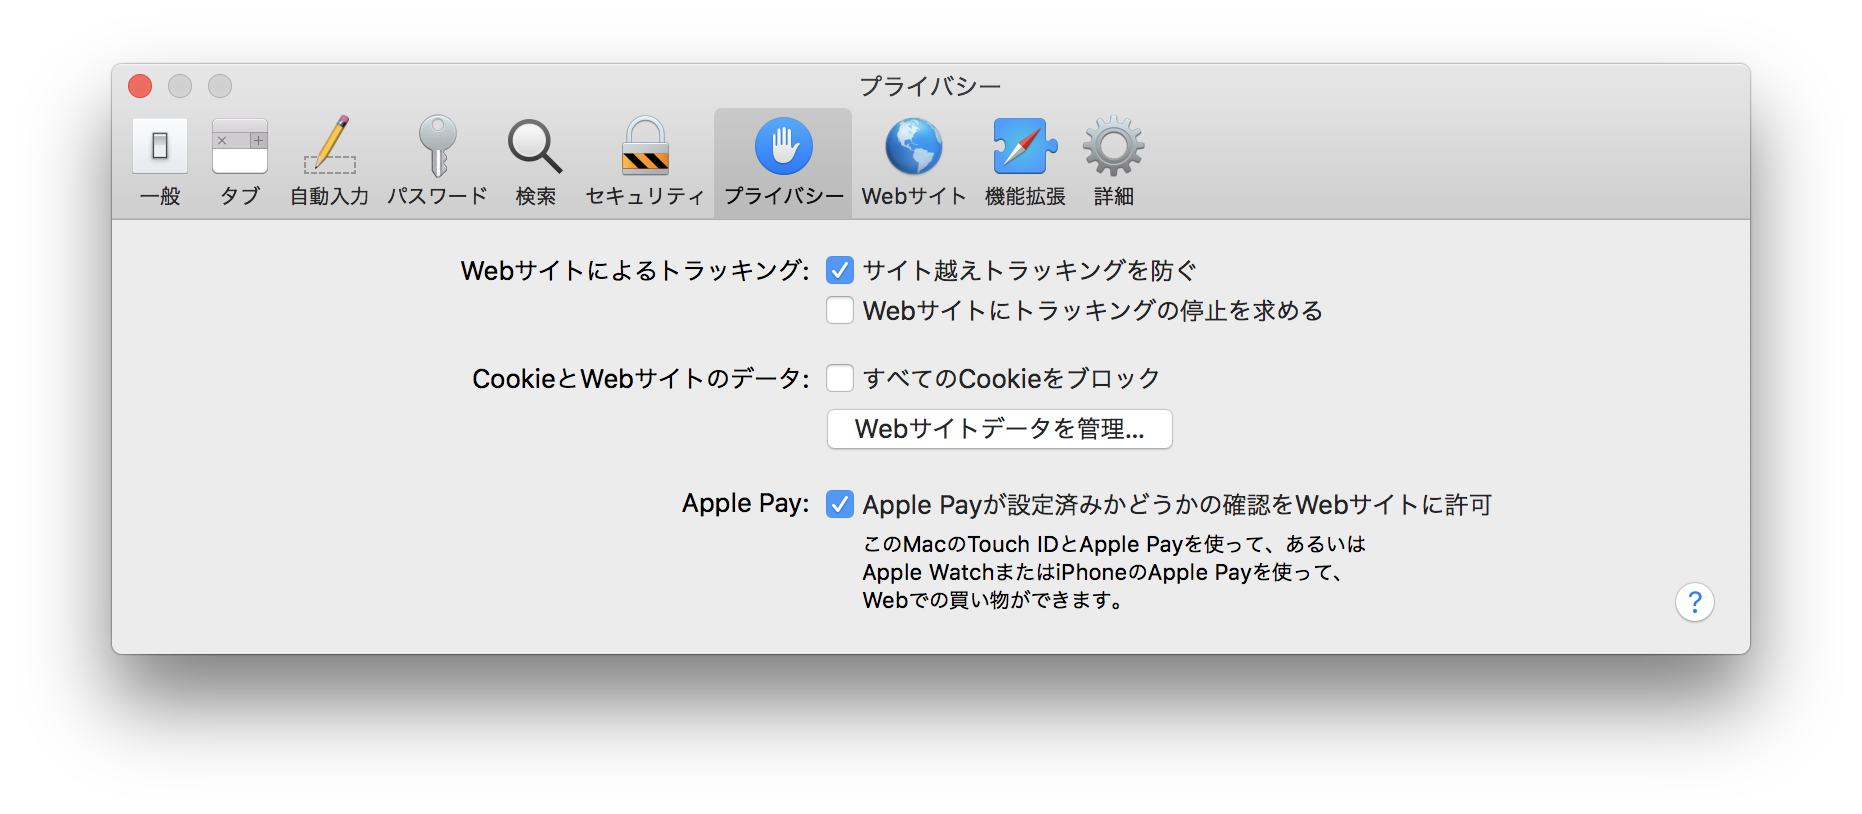 プライバシー
一般 タブ 自動入力 パスワード 検索 セキュリティ プライバシー Webサイト 機能拡張 詳細
Webサイトによるトラッキング: サイト越えトラッキングを防ぐ
Webサイトにトラッキングの停止を求める
CookieとWebサイトのデータ: すべてのCookieをブロック
Webサイトデータを管理...
Apple Pay: Apple Payが設定済みかどうかの確認をWebサイトに許可
このMacのTouch IDとApple Payを使って、あるいは
Apple WatchまたはiPhoneのApple Payを使って、
Webでの買い物ができます。
?